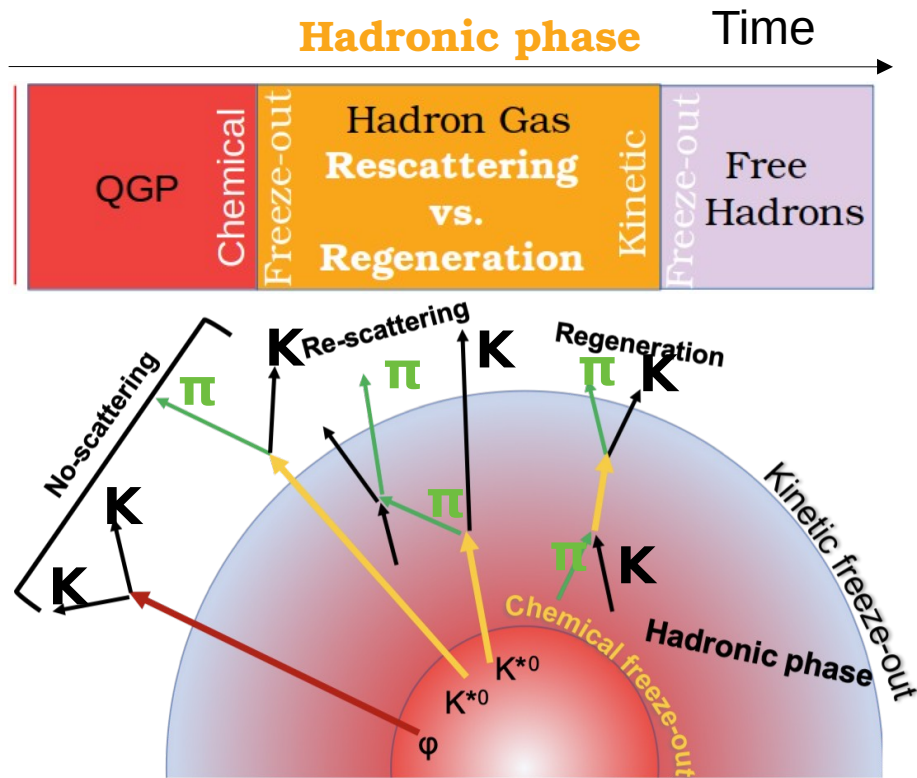 Hadronic phase
Time
QGP
Chemical
Freeze-out
Hadron Gas
Rescattering
vs.
Regeneration
Kinetic
Freeze-out
Free
Hadrons
No-scattering
π
K
Re-scattering
π
K
Regeneration
π
K
K
K
π
π
K
Kinetic freeze-out
Chemical freeze-out
Hadronic phase
K*0
K*0
φ